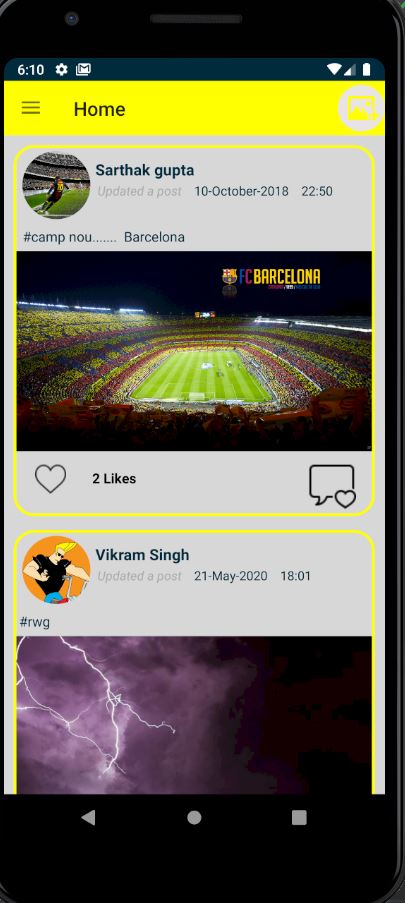 6:10
Home
Sarthak gupta
Updated a post 10-October-2018 22:50
#camp nou....... Barcelona
FC BARCELONA
2 Likes
Vikram Singh
Updated a post 21-May-2020 18:01
#rwg